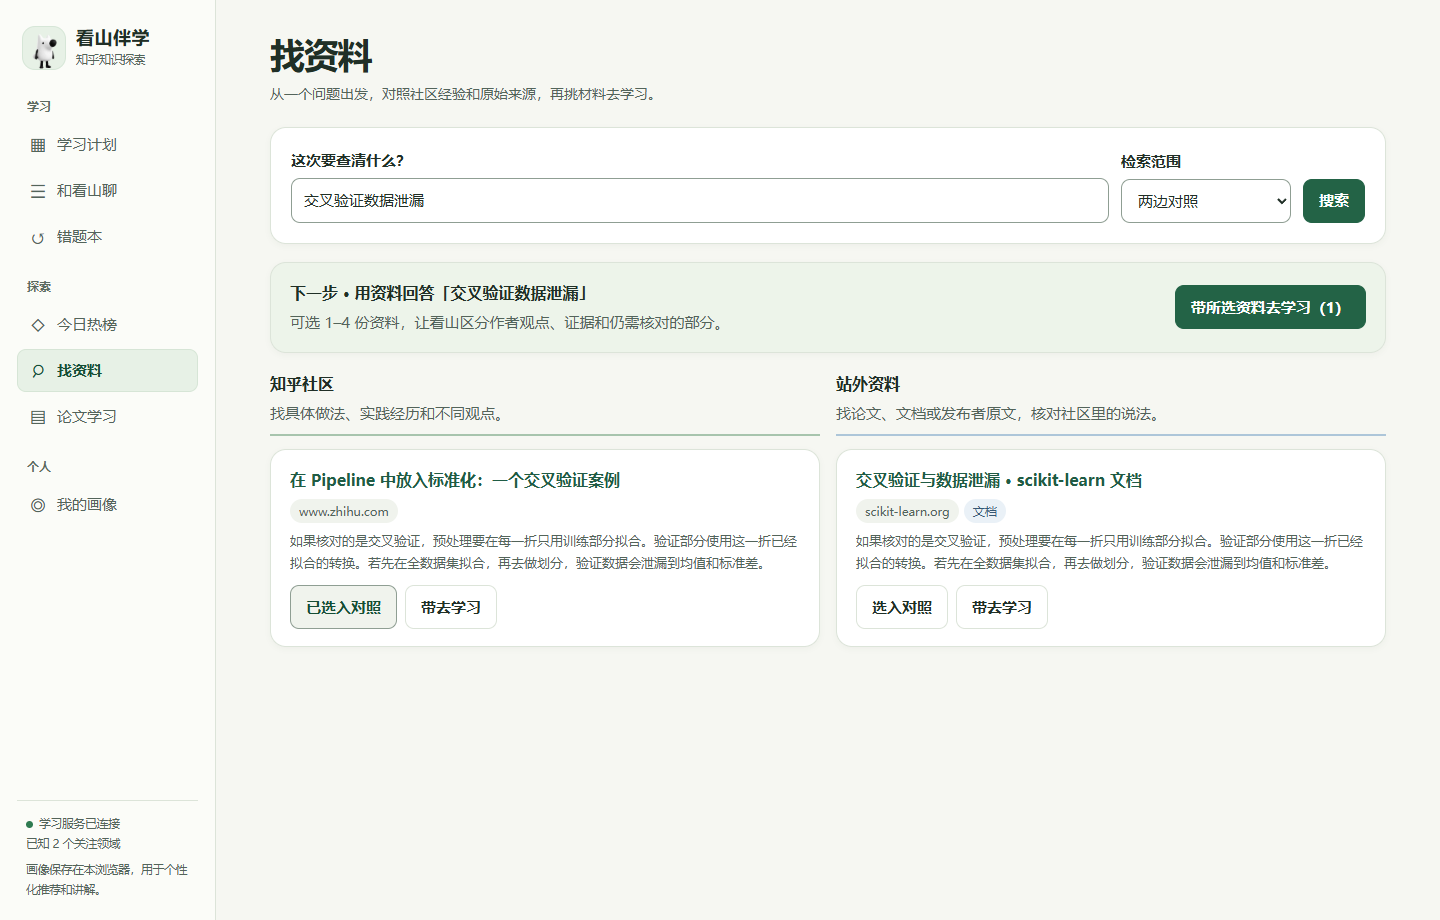 看山伴学
知乎知识探索
学习
学习计划
和看山聊
错题本
探索
今日热榜
找资料
论文学习
个人
我的画像
学习服务已连接
已知 2 个关注领域
画像保存在本浏览器，用于个性
化推荐和讲解。
找资料
从一个问题出发，对照社区经验和原始来源，再挑材料去学习。
这次要查清什么？
检索范围
交叉验证数据泄漏
两边对照
搜索
下一步 · 用资料回答「交叉验证数据泄漏」
可选 1–4 份资料，让看山区分作者观点、证据和仍需核对的部分。
带所选资料去学习（1）
知乎社区
找具体做法、实践经历和不同观点。
在 Pipeline 中放入标准化：一个交叉验证案例
www.zhihu.com
如果核对的是交叉验证，预处理要在每一折只用训练部分拟合。验证部分使用这一折已经
拟合的转换。若先在全数据集拟合，再去做划分，验证数据会泄漏到均值和标准差。
已选入对照
带去学习
站外资料
找论文、文档或发布者原文，核对社区里的说法。
交叉验证与数据泄漏 · scikit-learn 文档
scikit-learn.org
文档
如果核对的是交叉验证，预处理要在每一折只用训练部分拟合。验证部分使用这一折已经
拟合的转换。若先在全数据集拟合，再去做划分，验证数据会泄漏到均值和标准差。
选入对照
带去学习